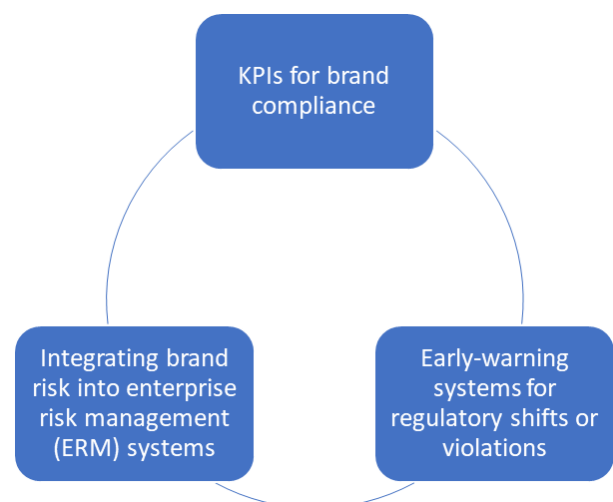 KPIs for brand
compliance
Integrating brand
risk into enterprise
risk management
(ERM) systems
Early-warning
systems for
regulatory shifts or
violations